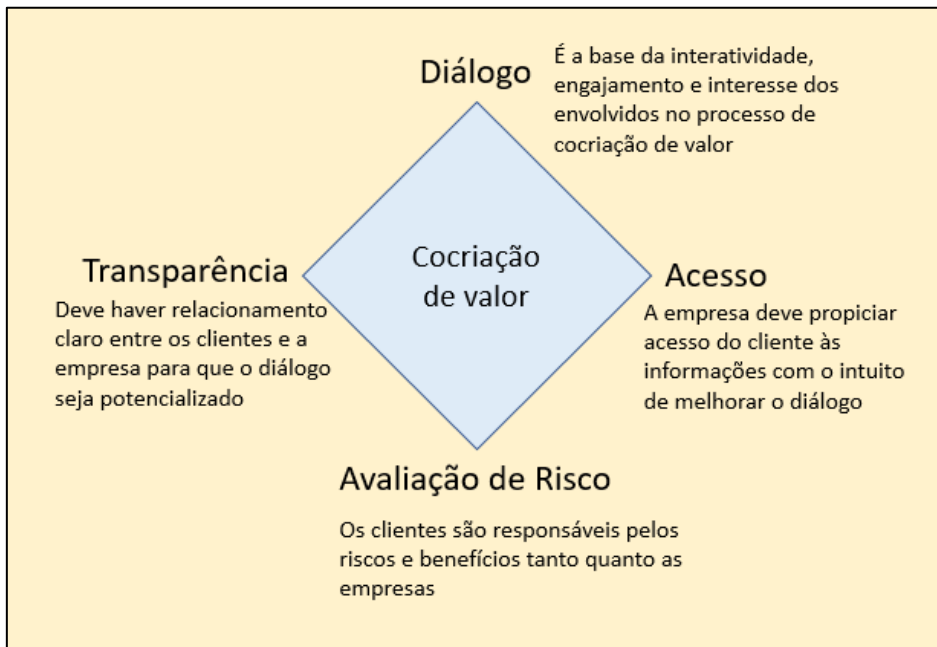 Diálogo
É a base da interatividade,
engajamento e interesse dos
envolvidos no processo de
cocriação de valor
Transparência
Deve haver relacionamento
claro entre os clientes e a
empresa para que o diálogo
seja potencializado
Cocriação
de valor
Acesso
A empresa deve propiciar
acesso do cliente às
informações com o intuito
de melhorar o diálogo
Avaliação de Risco
Os clientes são responsáveis pelos
riscos e benefícios tanto quanto as
empresas